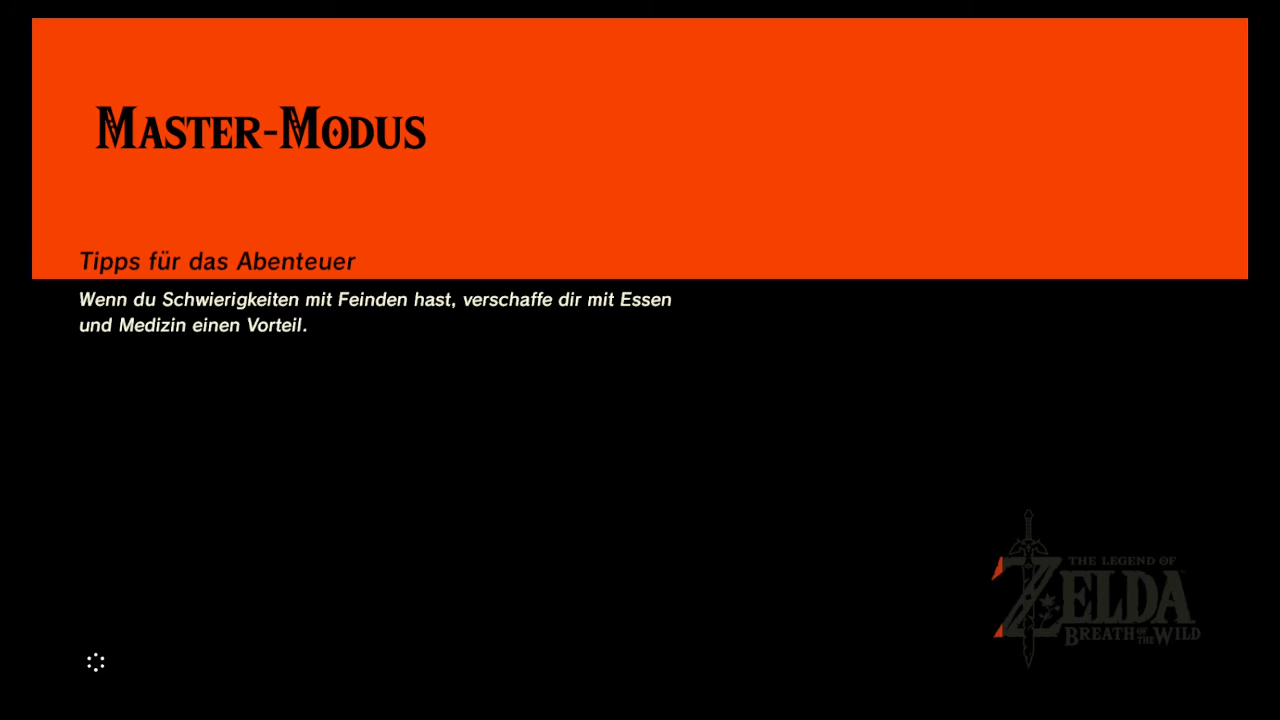 Master-Modus
Tipps für das Abenteuer
Wenn du Schwierigkeiten mit Feinden hast, verschaffe dir mit Essen
und Medizin einen Vorteil.
THE LEGEND OF
ZELDA
BREATH OF THE WILD